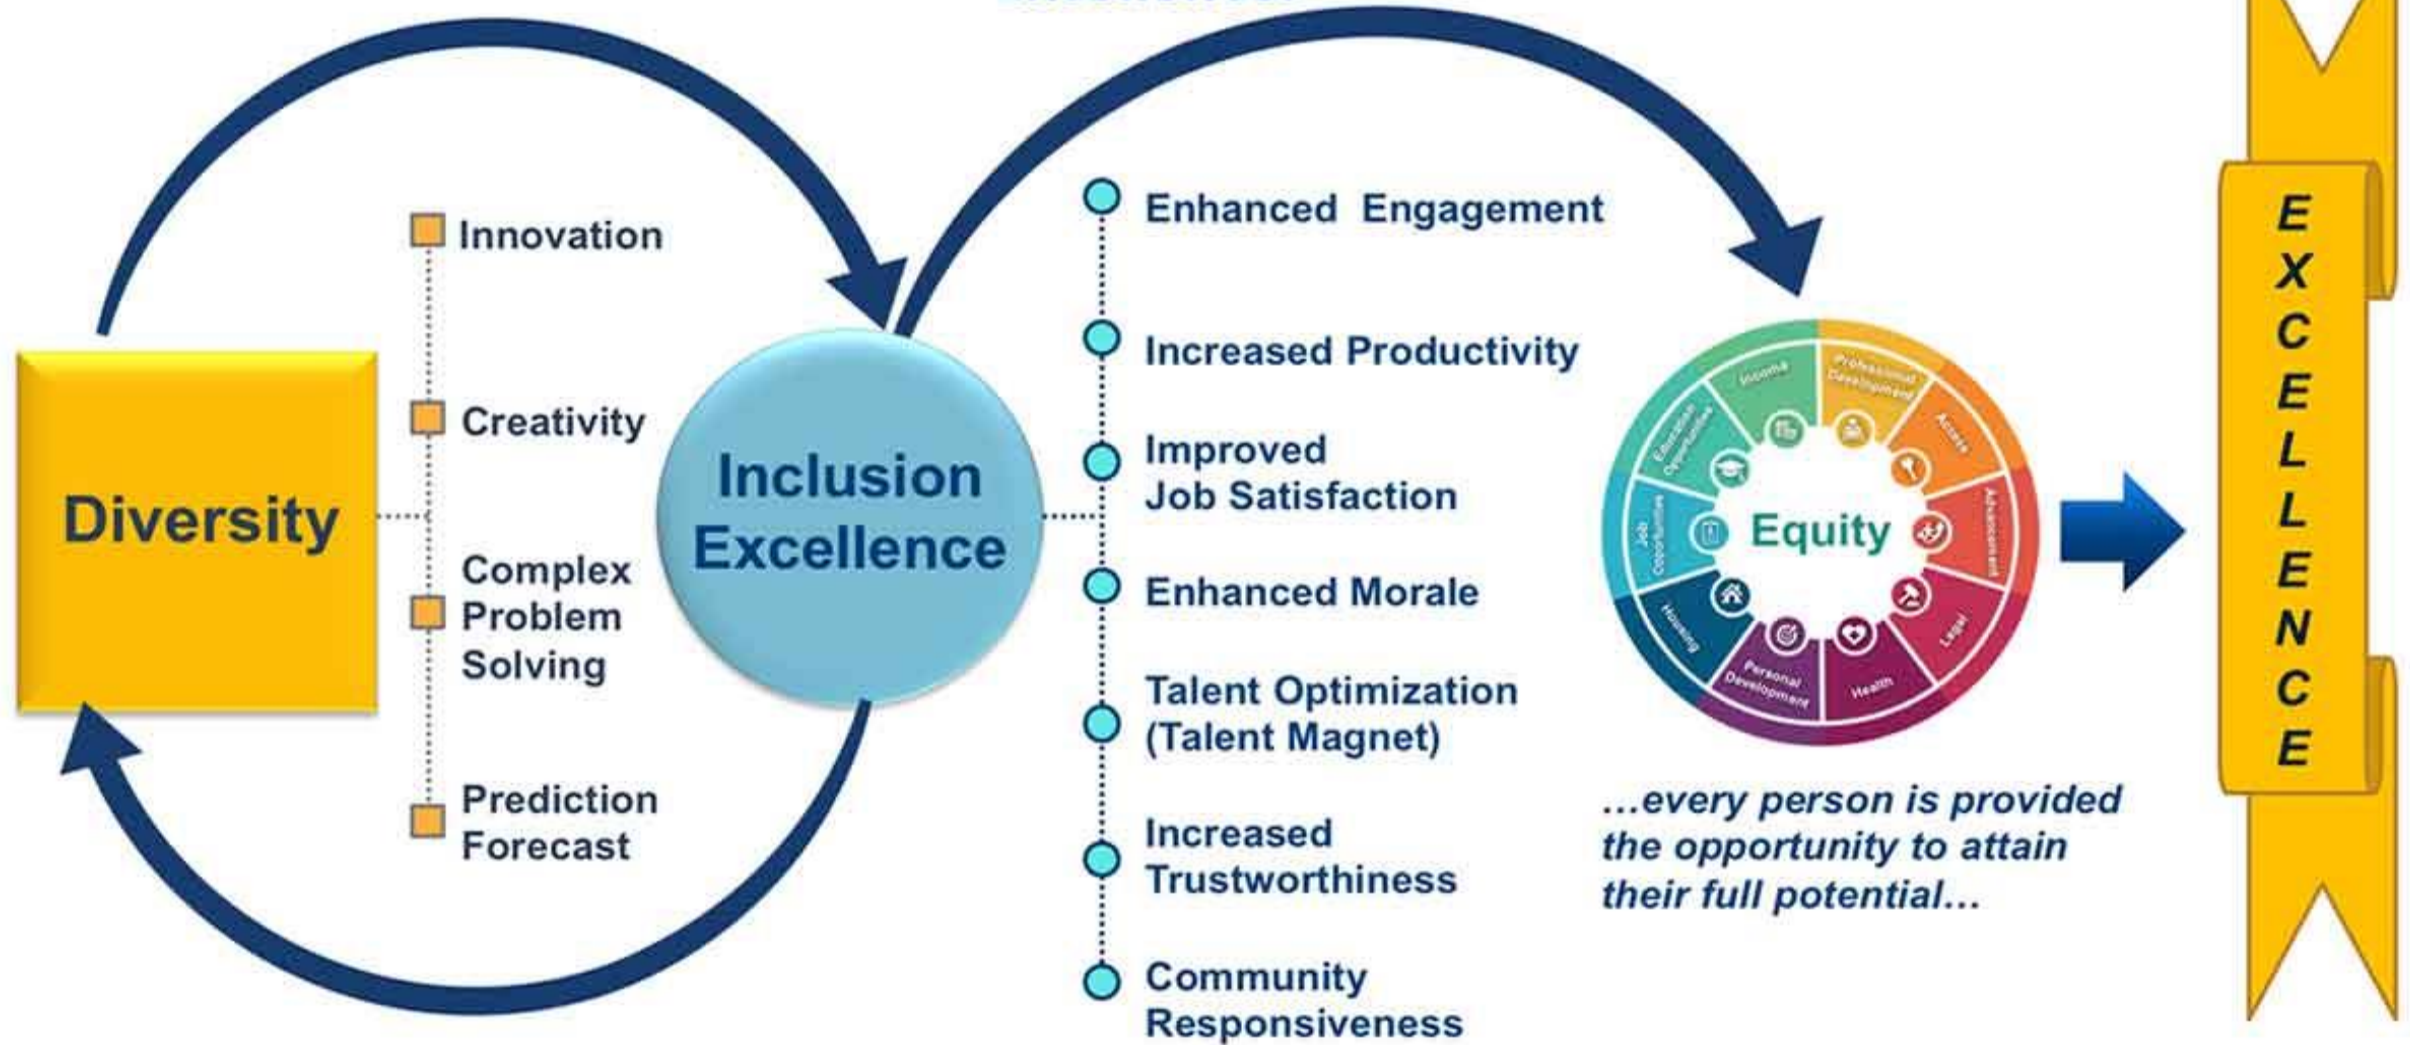 Diversity
Innovation
Creativity
Complex
Problem
Solving
Prediction
Forecast
Inclusion
Excellence
Enhanced Engagement
Increased Productivity
Improved
Job Satisfaction
Enhanced Morale
Talent Optimization
(Talent Magnet)
Increased
Trustworthiness
Community
Responsiveness
Income
Professional
Development
Access
Advancement
Legal
Health
Personal
Development
Housing
Job
Opportunities
Education
Opportunities
Equity
...every person is provided
the opportunity to attain
their full potential...
EXCELLENCE